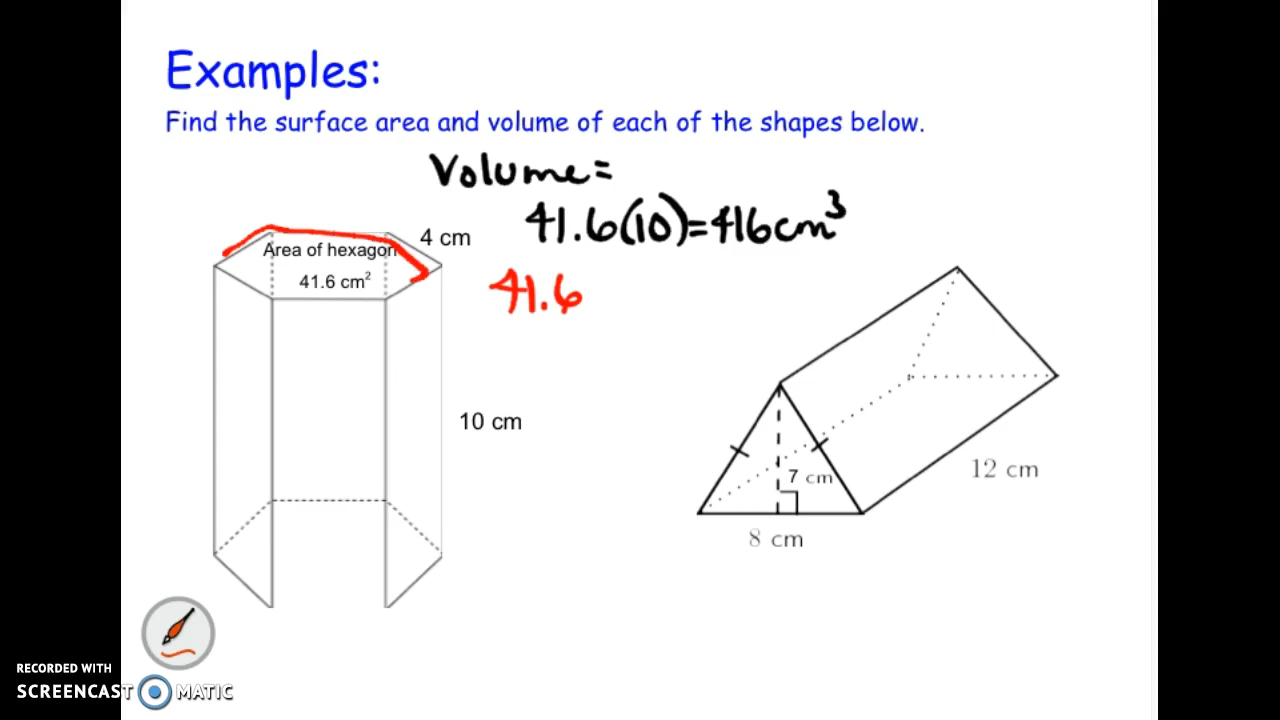 Examples:
Find the surface area and volume of each of the shapes below.
Volume=
41.6(10)=416cm³
4 cm
Area of hexagon
41.6 cm²
41.6
10 cm
7 cm
12 cm
8 cm
RECORDED WITH
SCREENCAST MATIC